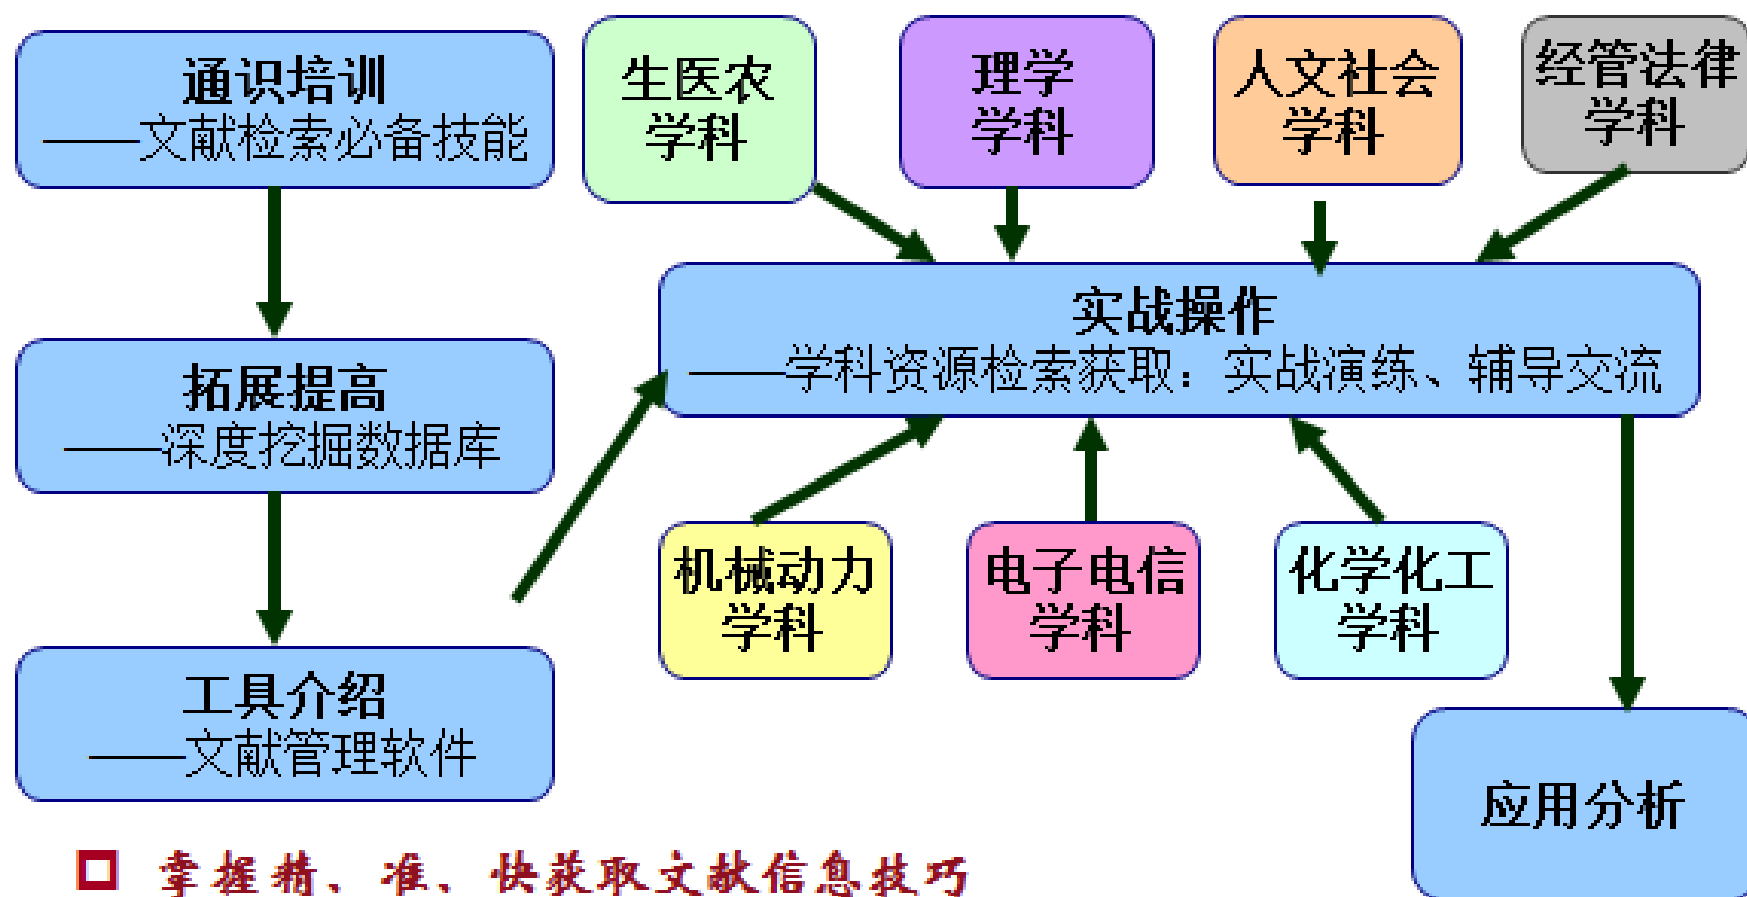 通识培训
——文献检索必备技能
生医农
学科
理学
学科
人文社会
学科
经管法律
学科
实战操作
——学科资源检索获取：实战演练、辅导交流
拓展提高
——深度挖掘数据库
机械动力
学科
电子电信
学科
化学化工
学科
工具介绍
——文献管理软件
应用分析
掌握精、准、快获取文献信息技巧